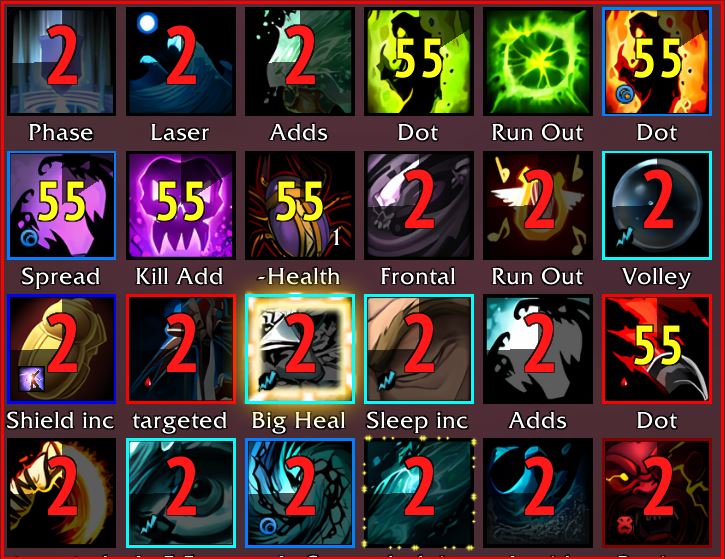 2 2 2 55 55
Phase Laser Adds Dot Run Out Dot
55 55 55 2 2 2
1
Spread Kill Add -Health Frontal Run Out Volley
2 2 2 2 2 55
Shield inc targeted Big Heal Sleep inc Adds Dot
2 2 2 2 2 2